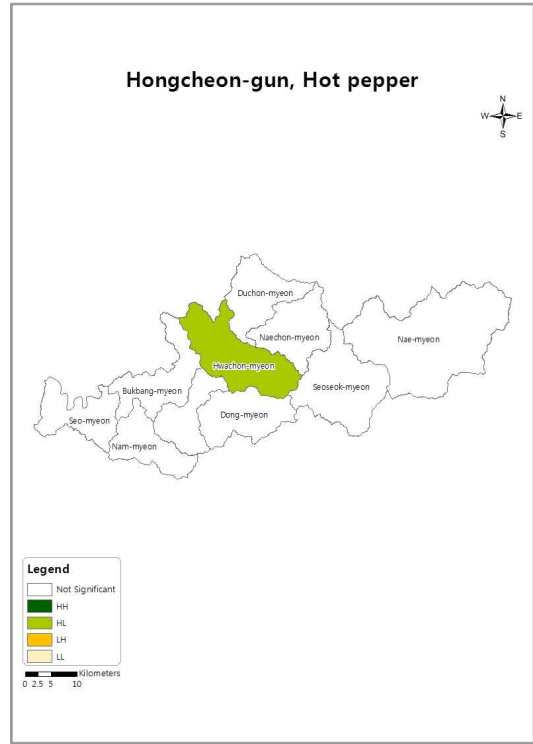 Hongcheon-gun, Hot pepper
N
W E
S
Duchon-myeon
Naechon-myeon
Nae-myeon
Hwachon-myeon
Bukbang-myeon
Seoseok-myeon
Seo-myeon
Dong-myeon
Nam-myeon
Legend
Not Significant
HH
HL
LH
LL
Kilometers
0 2.5 5 10